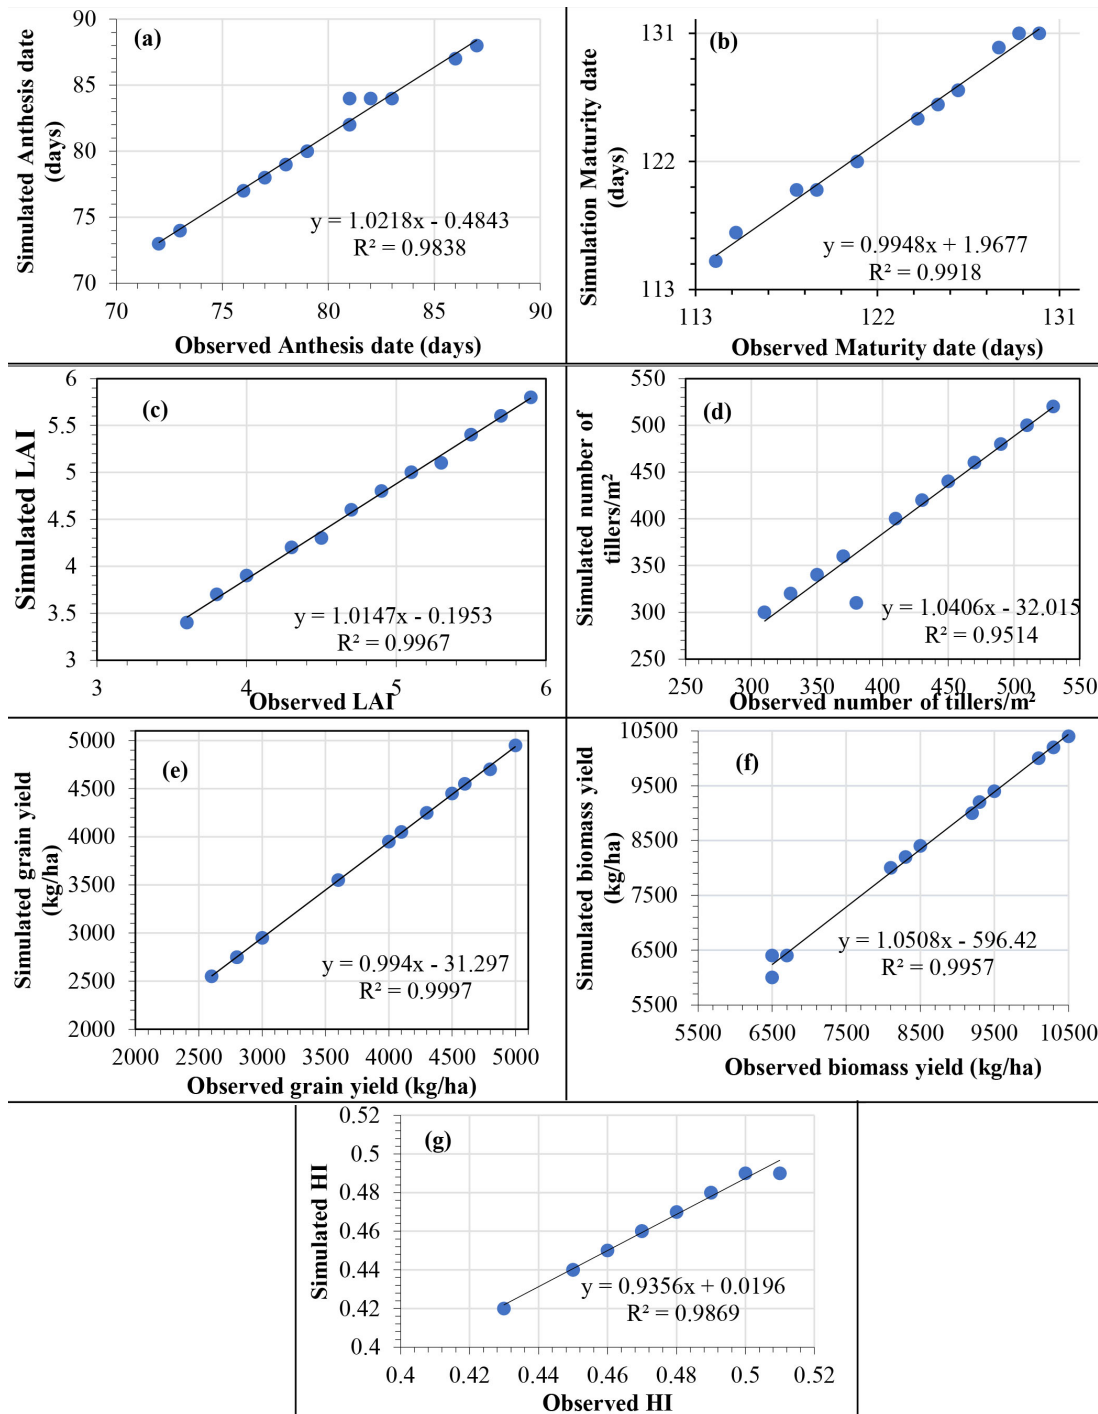 (a)
Simulated Anthesis date
(days)
90
85
80
75
70
y = 1.0218x - 0.4843
R² = 0.9838
70 75 80 85 90
Observed Anthesis date (days)
(b)
Simulation Maturity date
(days)
131
122
113
y = 0.9948x + 1.9677
R² = 0.9918
113 122 131
Observed Maturity date (days)
(c)
Simulated LAI
6
5.5
5
4.5
4
3.5
3
y = 1.0147x - 0.1953
R² = 0.9967
3 4 5 6
Observed LAI
(d)
Simulated number of
tillers/m²
550
500
450
400
350
300
250
y = 1.0406x - 32.015
R² = 0.9514
250 300 350 400 450 500 550
Observed number of tillers/m²
(e)
Simulated grain yield
(kg/ha)
5000
4500
4000
3500
3000
2500
2000
y = 0.994x - 31.297
R² = 0.9997
2000 2500 3000 3500 4000 4500 5000
Observed grain yield (kg/ha)
(f)
Simulated biomass yield
(kg/ha)
10500
9500
8500
7500
6500
5500
y = 1.0508x - 596.42
R² = 0.9957
5500 6500 7500 8500 9500 10500
Observed biomass yield (kg/ha)
(g)
Simulated HI
0.52
0.5
0.48
0.46
0.44
0.42
0.4
y = 0.9356x + 0.0196
R² = 0.9869
0.4 0.42 0.44 0.46 0.48 0.5 0.52
Observed HI